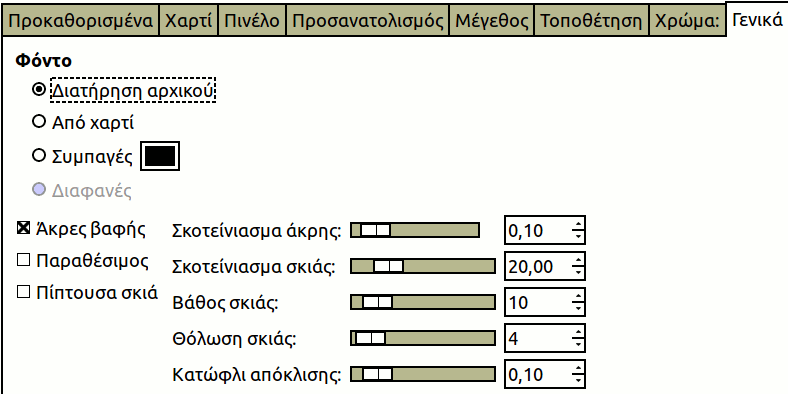 Προκαθορισμένα Χαρτί Πινέλο Προσανατολισμός Μέγεθος Τοποθέτηση Χρώμα: Γενικά
Φόντο
Διατήρηση αρχικού
Από χαρτί
Συμπαγές
Διαφανές
Άκρες βαφής Σκοτείνιασμα άκρης: 0,10
Παραθέσιμος Σκοτείνιασμα σκιάς: 20,00
Πίπτουσα σκιά Βάθος σκιάς: 10
Θόλωση σκιάς: 4
Κατώφλι απόκλισης: 0,10